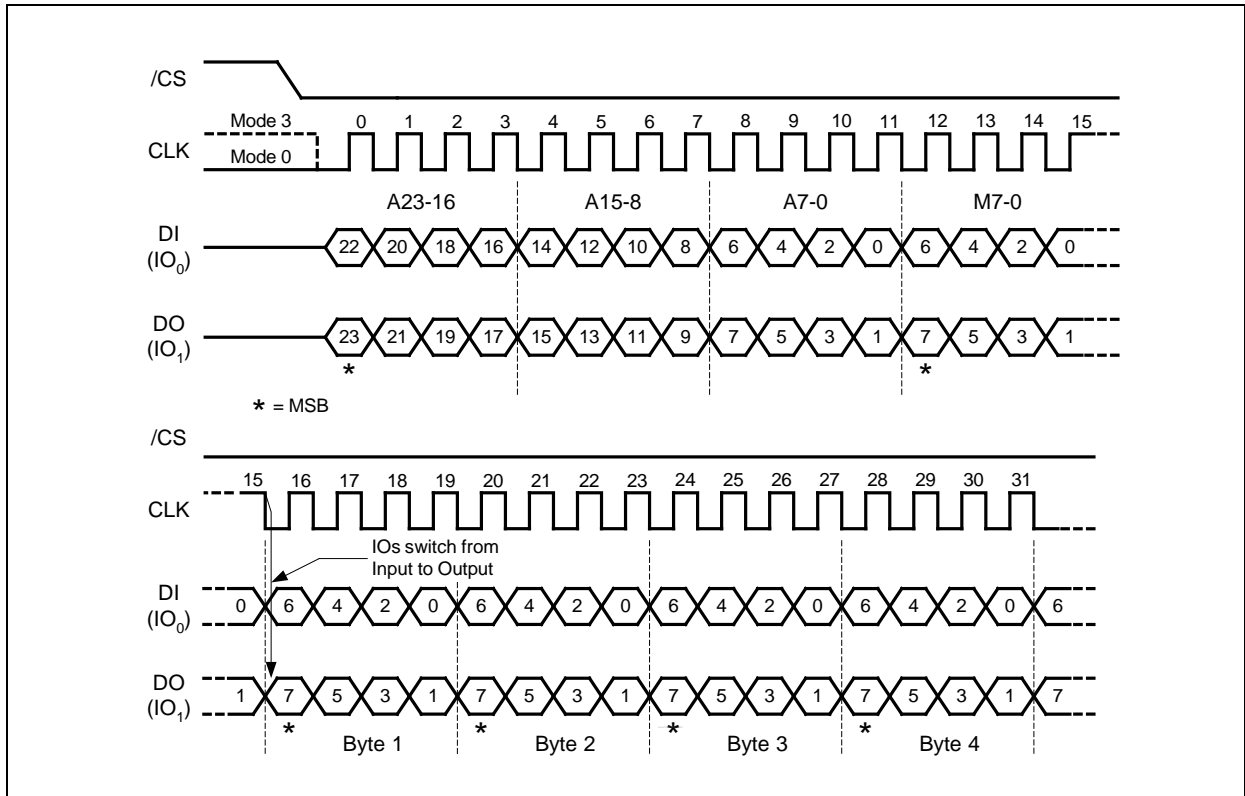 /CS
Mode 3 0 1 2 3 4 5 6 7 8 9 10 11 12 13 14 15
CLK
Mode 0
A23-16 A15-8 A7-0 M7-0
DI
(IO0) 22 20 18 16 14 12 10 8 6 4 2 0 6 4 2 0
DO
(IO1) 23 21 19 17 15 13 11 9 7 5 3 1 7 5 3 1
* *
* = MSB
/CS
15 16 17 18 19 20 21 22 23 24 25 26 27 28 29 30 31
CLK
IOs switch from
Input to Output
DI
(IO0) 0 6 4 2 0 6 4 2 0 6 4 2 0 6 4 2 0 6
DO
(IO1) 1 7 5 3 1 7 5 3 1 7 5 3 1 7 5 3 1 7
* * * *
Byte 1 Byte 2 Byte 3 Byte 4